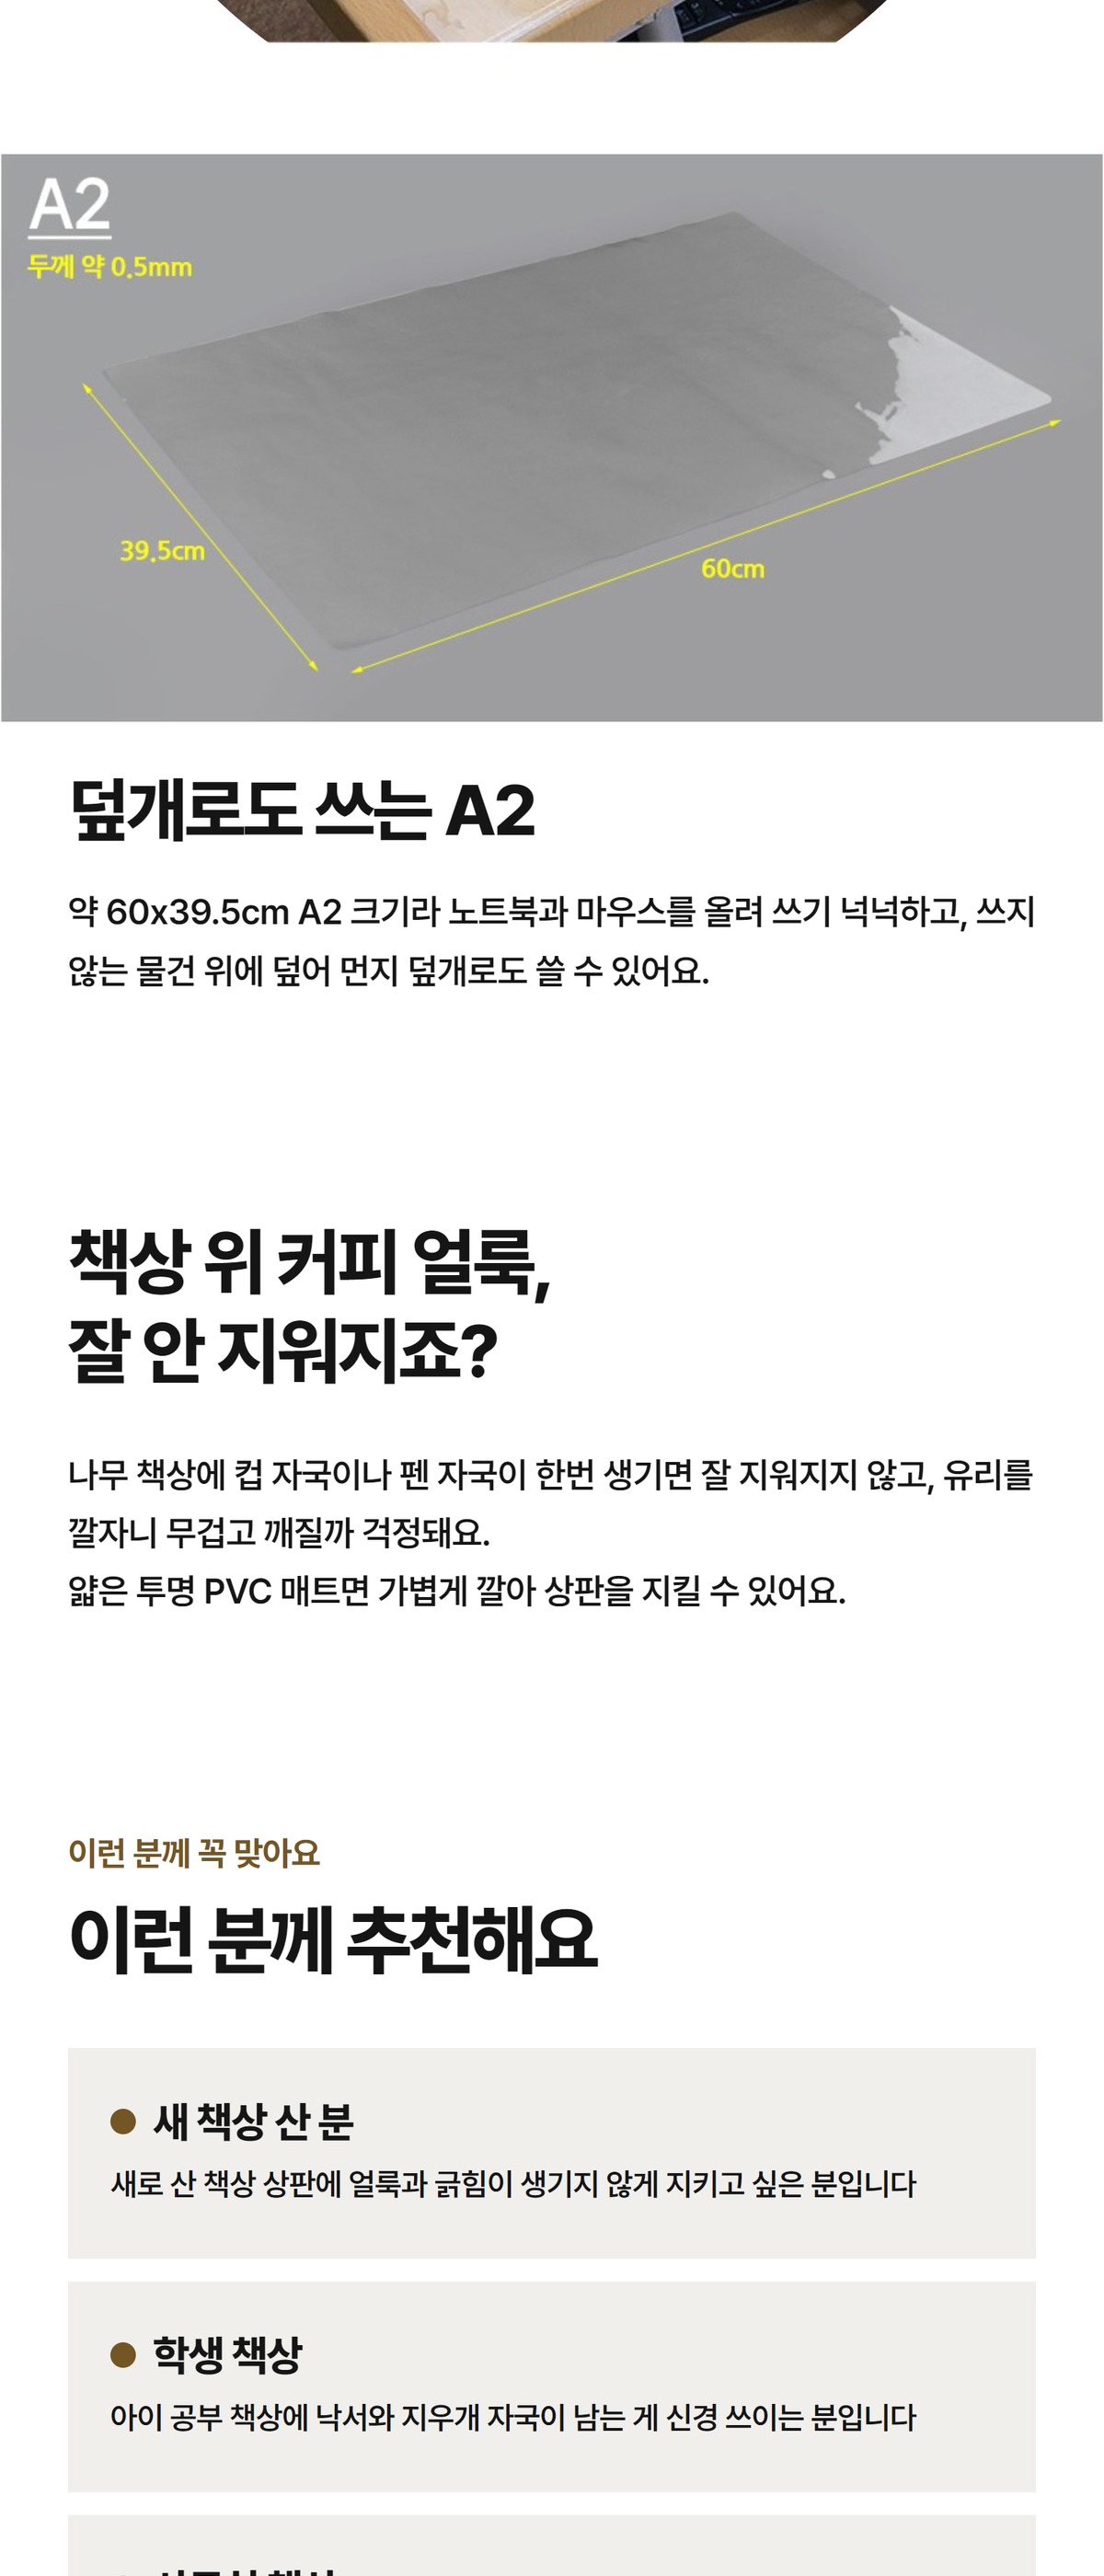 A2
두께 약 0.5mm
39.5cm
60cm
덮개로도 쓰는 A2
약 60x39.5cm A2 크기라 노트북과 마우스를 올려 쓰기 넉넉하고, 쓰지
않는 물건 위에 덮어 먼지 덮개로도 쓸 수 있어요.
책상 위 커피 얼룩,
잘 안 지워지죠?
나무 책상에 컵 자국이나 펜 자국이 한번 생기면 잘 지워지지 않고, 유리를
깔자니 무겁고 깨질까 걱정돼요.
얇은 투명 PVC 매트면 가볍게 깔아 상판을 지킬 수 있어요.
이런 분께 꼭 맞아요
이런 분께 추천해요
새 책상 산 분
새로 산 책상 상판에 얼룩과 긁힘이 생기지 않게 지키고 싶은 분입니다
학생 책상
아이 공부 책상에 낙서와 지우개 자국이 남는 게 신경 쓰이는 분입니다